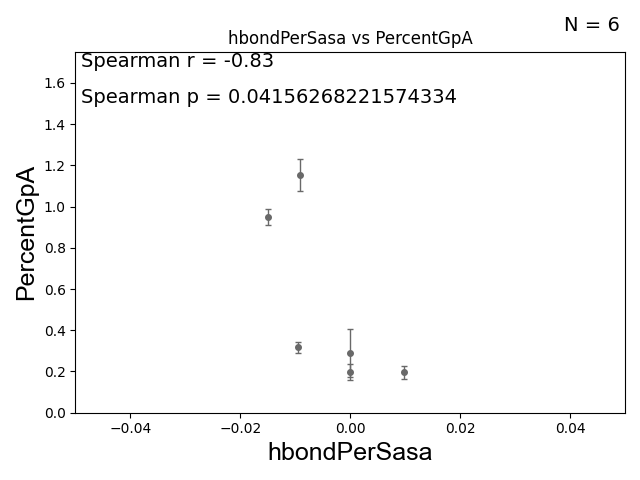 N = 6
hbondPerSasa vs PercentGpA
Spearman r = -0.83
Spearman p = 0.04156268221574334
PercentGpA
1.6
1.4
1.2
1.0
0.8
0.6
0.4
0.2
0.0
−0.04 −0.02 0.00 0.02 0.04
hbondPerSasa